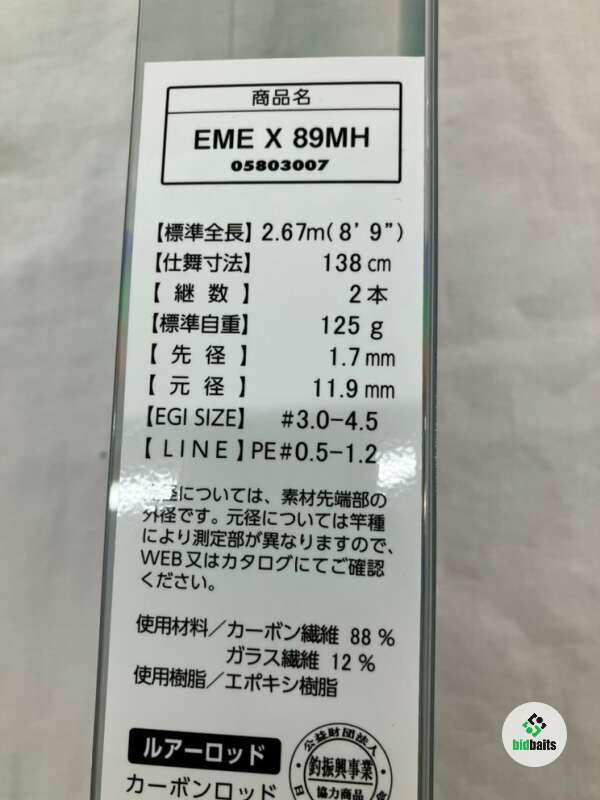 商品名
EME X 89MH
05803007
【標準全長】2.67m(8'9")
【仕舞寸法】 138cm
【継数】 2本
【標準自重】 125g
【先径】 1.7mm
【元径】 11.9mm
【EGI SIZE】 #3.0-4.5
【LINE】PE#0.5-1.2
径については、素材先端部の
外径です。元径については竿種
により測定部が異なりますので、
WEB又はカタログにてご確認
ください。
使用材料/カーボン繊維 88%
ガラス繊維 12%
使用樹脂/エポキシ樹脂
ルアーロッド
カーボンロッド
公益財団法人
釣振興事業
協力商品
日
bidbaits